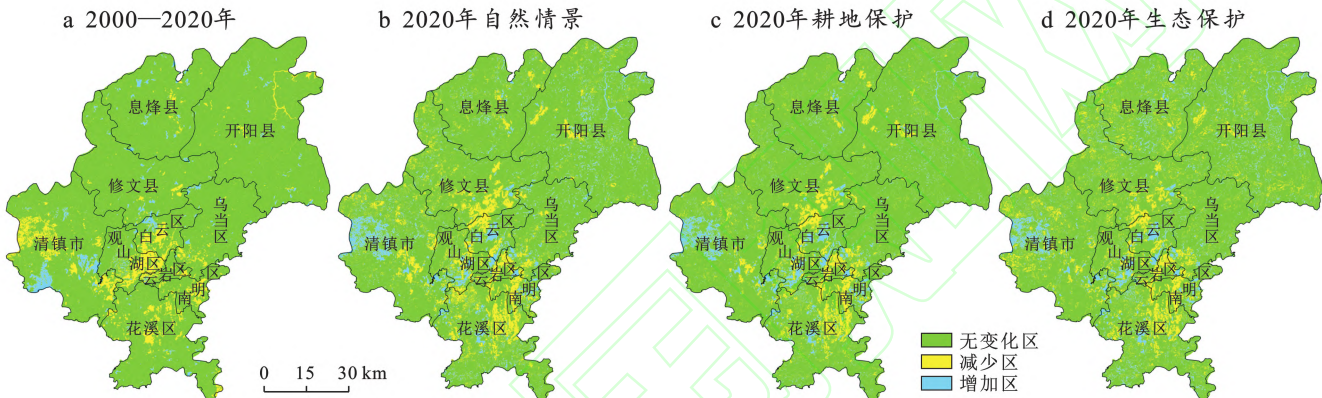 a 2000—2020年
b 2020年自然情景
c 2020年耕地保护
d 2020年生态保护
息烽县
开阳县
修文县
乌当区
清镇市
观山湖区
白云区
云岩区
南明区
花溪区
息烽县
开阳县
修文县
乌当区
清镇市
观山湖区
白云区
云岩区
南明区
花溪区
息烽县
开阳县
修文县
乌当区
清镇市
观山湖区
白云区
云岩区
南明区
花溪区
息烽县
开阳县
修文县
乌当区
清镇市
观山湖区
白云区
云岩区
南明区
花溪区
0 15 30 km
无变化区
减少区
增加区